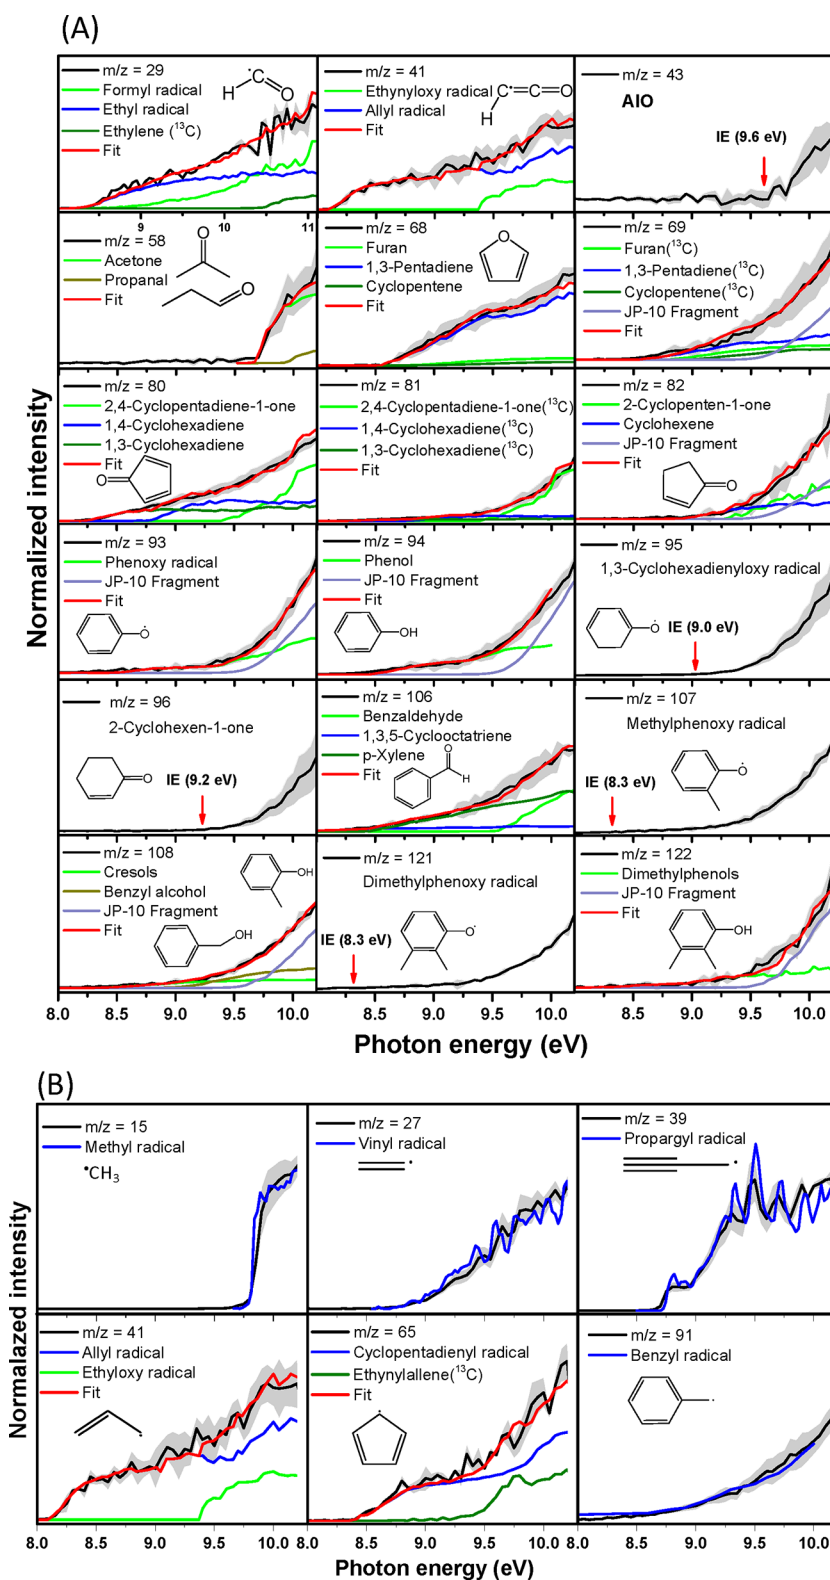 (A)
m/z = 29
Formyl radical
Ethyl radical
Ethylene (¹³C)
Fit
H Ċ O
9 10 11
m/z = 41
Ethynyloxy radical
Allyl radical
Fit
H C=C=O
m/z = 43
AlO
IE (9.6 eV)
m/z = 58
Acetone
Propanal
Fit
O
O
m/z = 68
Furan
1,3-Pentadiene
Cyclopentene
Fit
O
m/z = 69
Furan(¹³C)
1,3-Pentadiene(¹³C)
Cyclopentene(¹³C)
JP-10 Fragment
Fit
m/z = 80
2,4-Cyclopentadiene-1-one
1,4-Cyclohexadiene
1,3-Cyclohexadiene
Fit
O
m/z = 81
2,4-Cyclopentadiene-1-one(¹³C)
1,4-Cyclohexadiene(¹³C)
1,3-Cyclohexadiene(¹³C)
Fit
m/z = 82
2-Cyclopenten-1-one
Cyclohexene
JP-10 Fragment
Fit
O
m/z = 93
Phenoxy radical
JP-10 Fragment
Fit
O
m/z = 94
Phenol
JP-10 Fragment
Fit
OH
m/z = 95
1,3-Cyclohexadienyloxy radical
O
IE (9.0 eV)
m/z = 96
2-Cyclohexen-1-one
O
IE (9.2 eV)
m/z = 106
Benzaldehyde
1,3,5-Cyclooctatriene
p-Xylene
Fit
O
H
m/z = 107
Methylphenoxy radical
O
IE (8.3 eV)
m/z = 108
Cresols
Benzyl alcohol
JP-10 Fragment
Fit
OH
OH
m/z = 121
Dimethylphenoxy radical
IE (8.3 eV)
O
m/z = 122
Dimethylphenols
JP-10 Fragment
Fit
OH
8.0 8.5 9.0 9.5 10.0 8.5 9.0 9.5 10.0 8.5 9.0 9.5 10.0
Normalized intensity
Photon energy (eV)
(B)
m/z = 15
Methyl radical
•CH₃
m/z = 27
Vinyl radical
m/z = 39
Propargyl radical
m/z = 41
Allyl radical
Ethyloxy radical
Fit
m/z = 65
Cyclopentadienyl radical
Ethynylallene(¹³C)
Fit
m/z = 91
Benzyl radical
8.0 8.5 9.0 9.5 10.0 8.5 9.0 9.5 10.0 8.0 8.5 9.0 9.5 10.0
Normalazed intensity
Photon energy (eV)